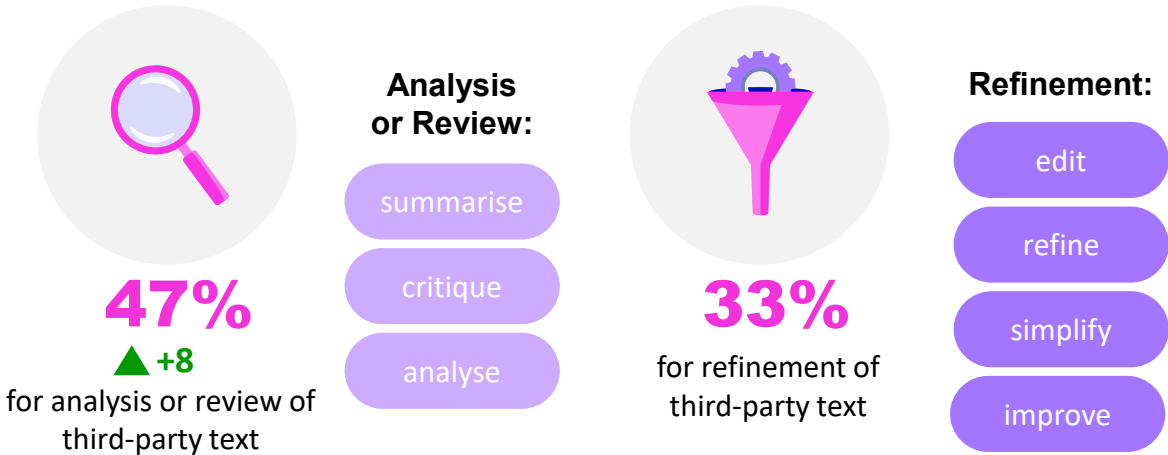 47%
+8
for analysis or review of
third-party text
Analysis
or Review:
summarise
critique
analyse
33%
for refinement of
third-party text
Refinement:
edit
refine
simplify
improve